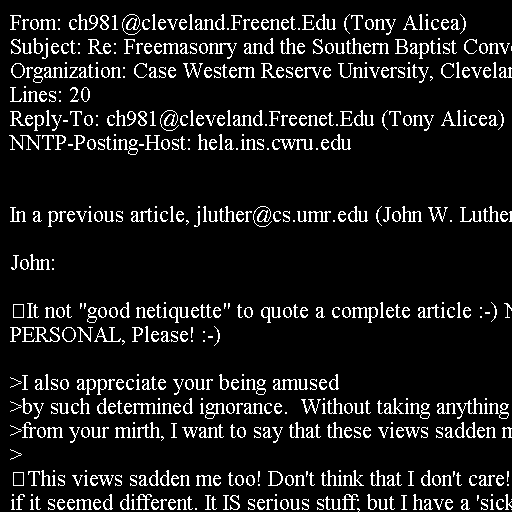 From: ch981@cleveland.Freenet.Edu (Tony Alicea)
Subject: Re: Freemasonry and the Southern Baptist
Organization: Case Western Reserve University,
Lines: 20
Reply-To: ch981@cleveland.Freenet.Edu (Tony Alicea)
NNTP-Posting-Host: hela.ins.cwru.edu
In a previous article, jluther@cs.umr.edu (John W.
John:
It not "good netiquette" to quote a complete article :-)
PERSONAL, Please! :-)
>I also appreciate your being amused
>by such determined ignorance.  Without taking anything
>from your mirth, I want to say that these views sadden
>
This views sadden me too! Don't think that I don't care!
if it seemed different. It IS serious stuff; but I have a